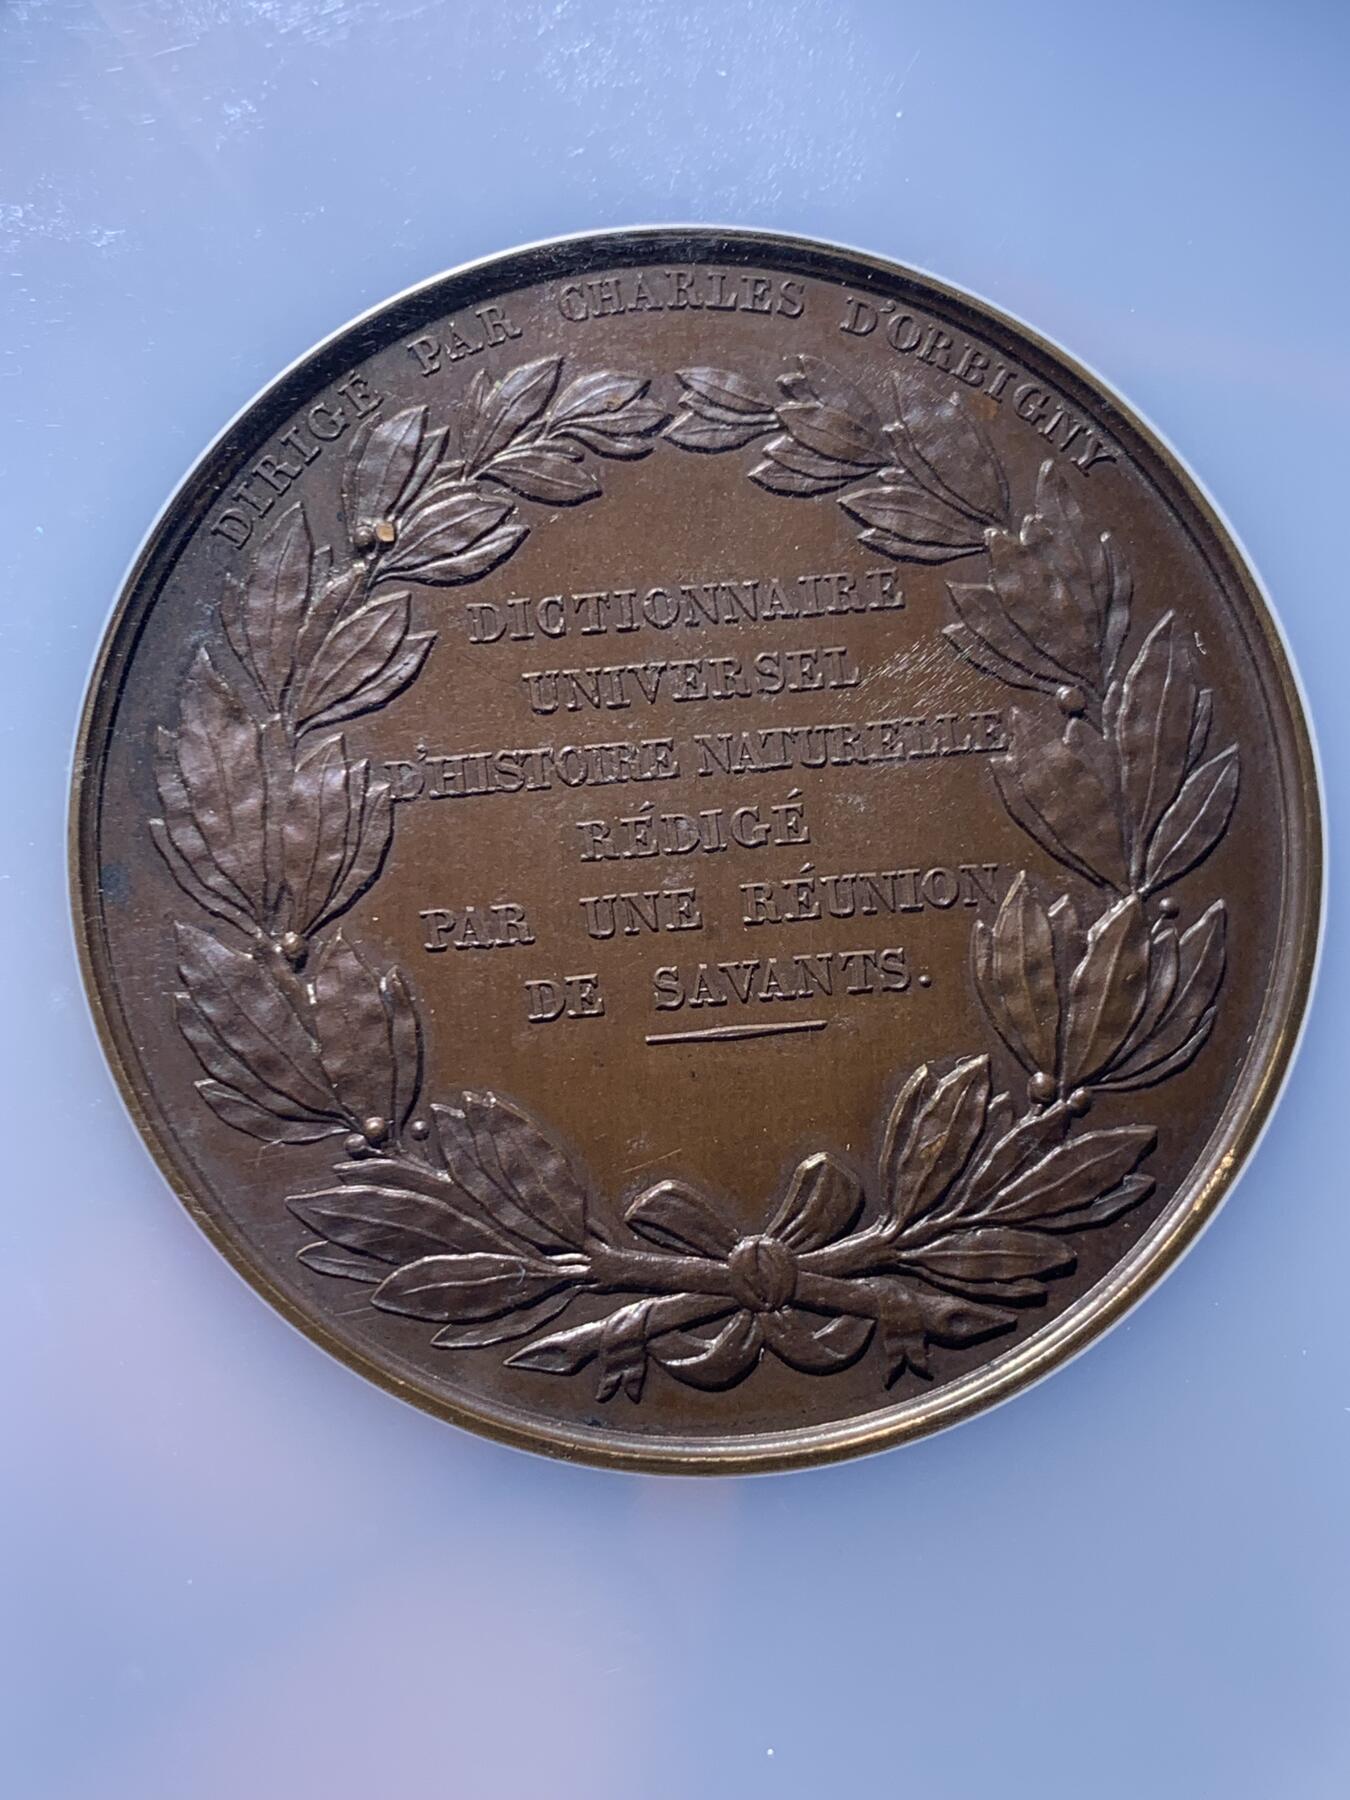 DIRIGÉ PAR CHARLES D'ORBIGNY
DICTIONNAIRE
UNIVERSEL
D'HISTOIRE NATURELLE
RÉDIGÉ
PAR UNE RÉUNION
DE SAVANTS.